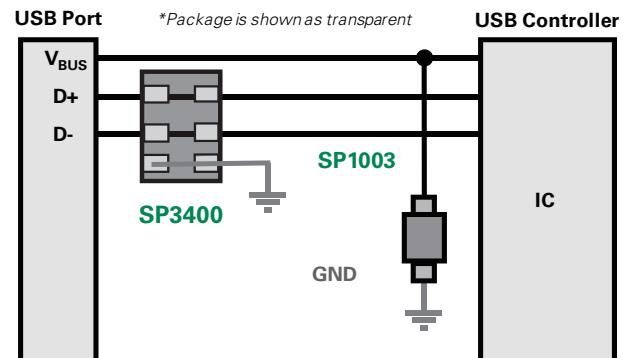 USB Port
*Package is shown as transparent
USB Controller
VBUS
D+
D-
SP1003
IC
SP3400
GND